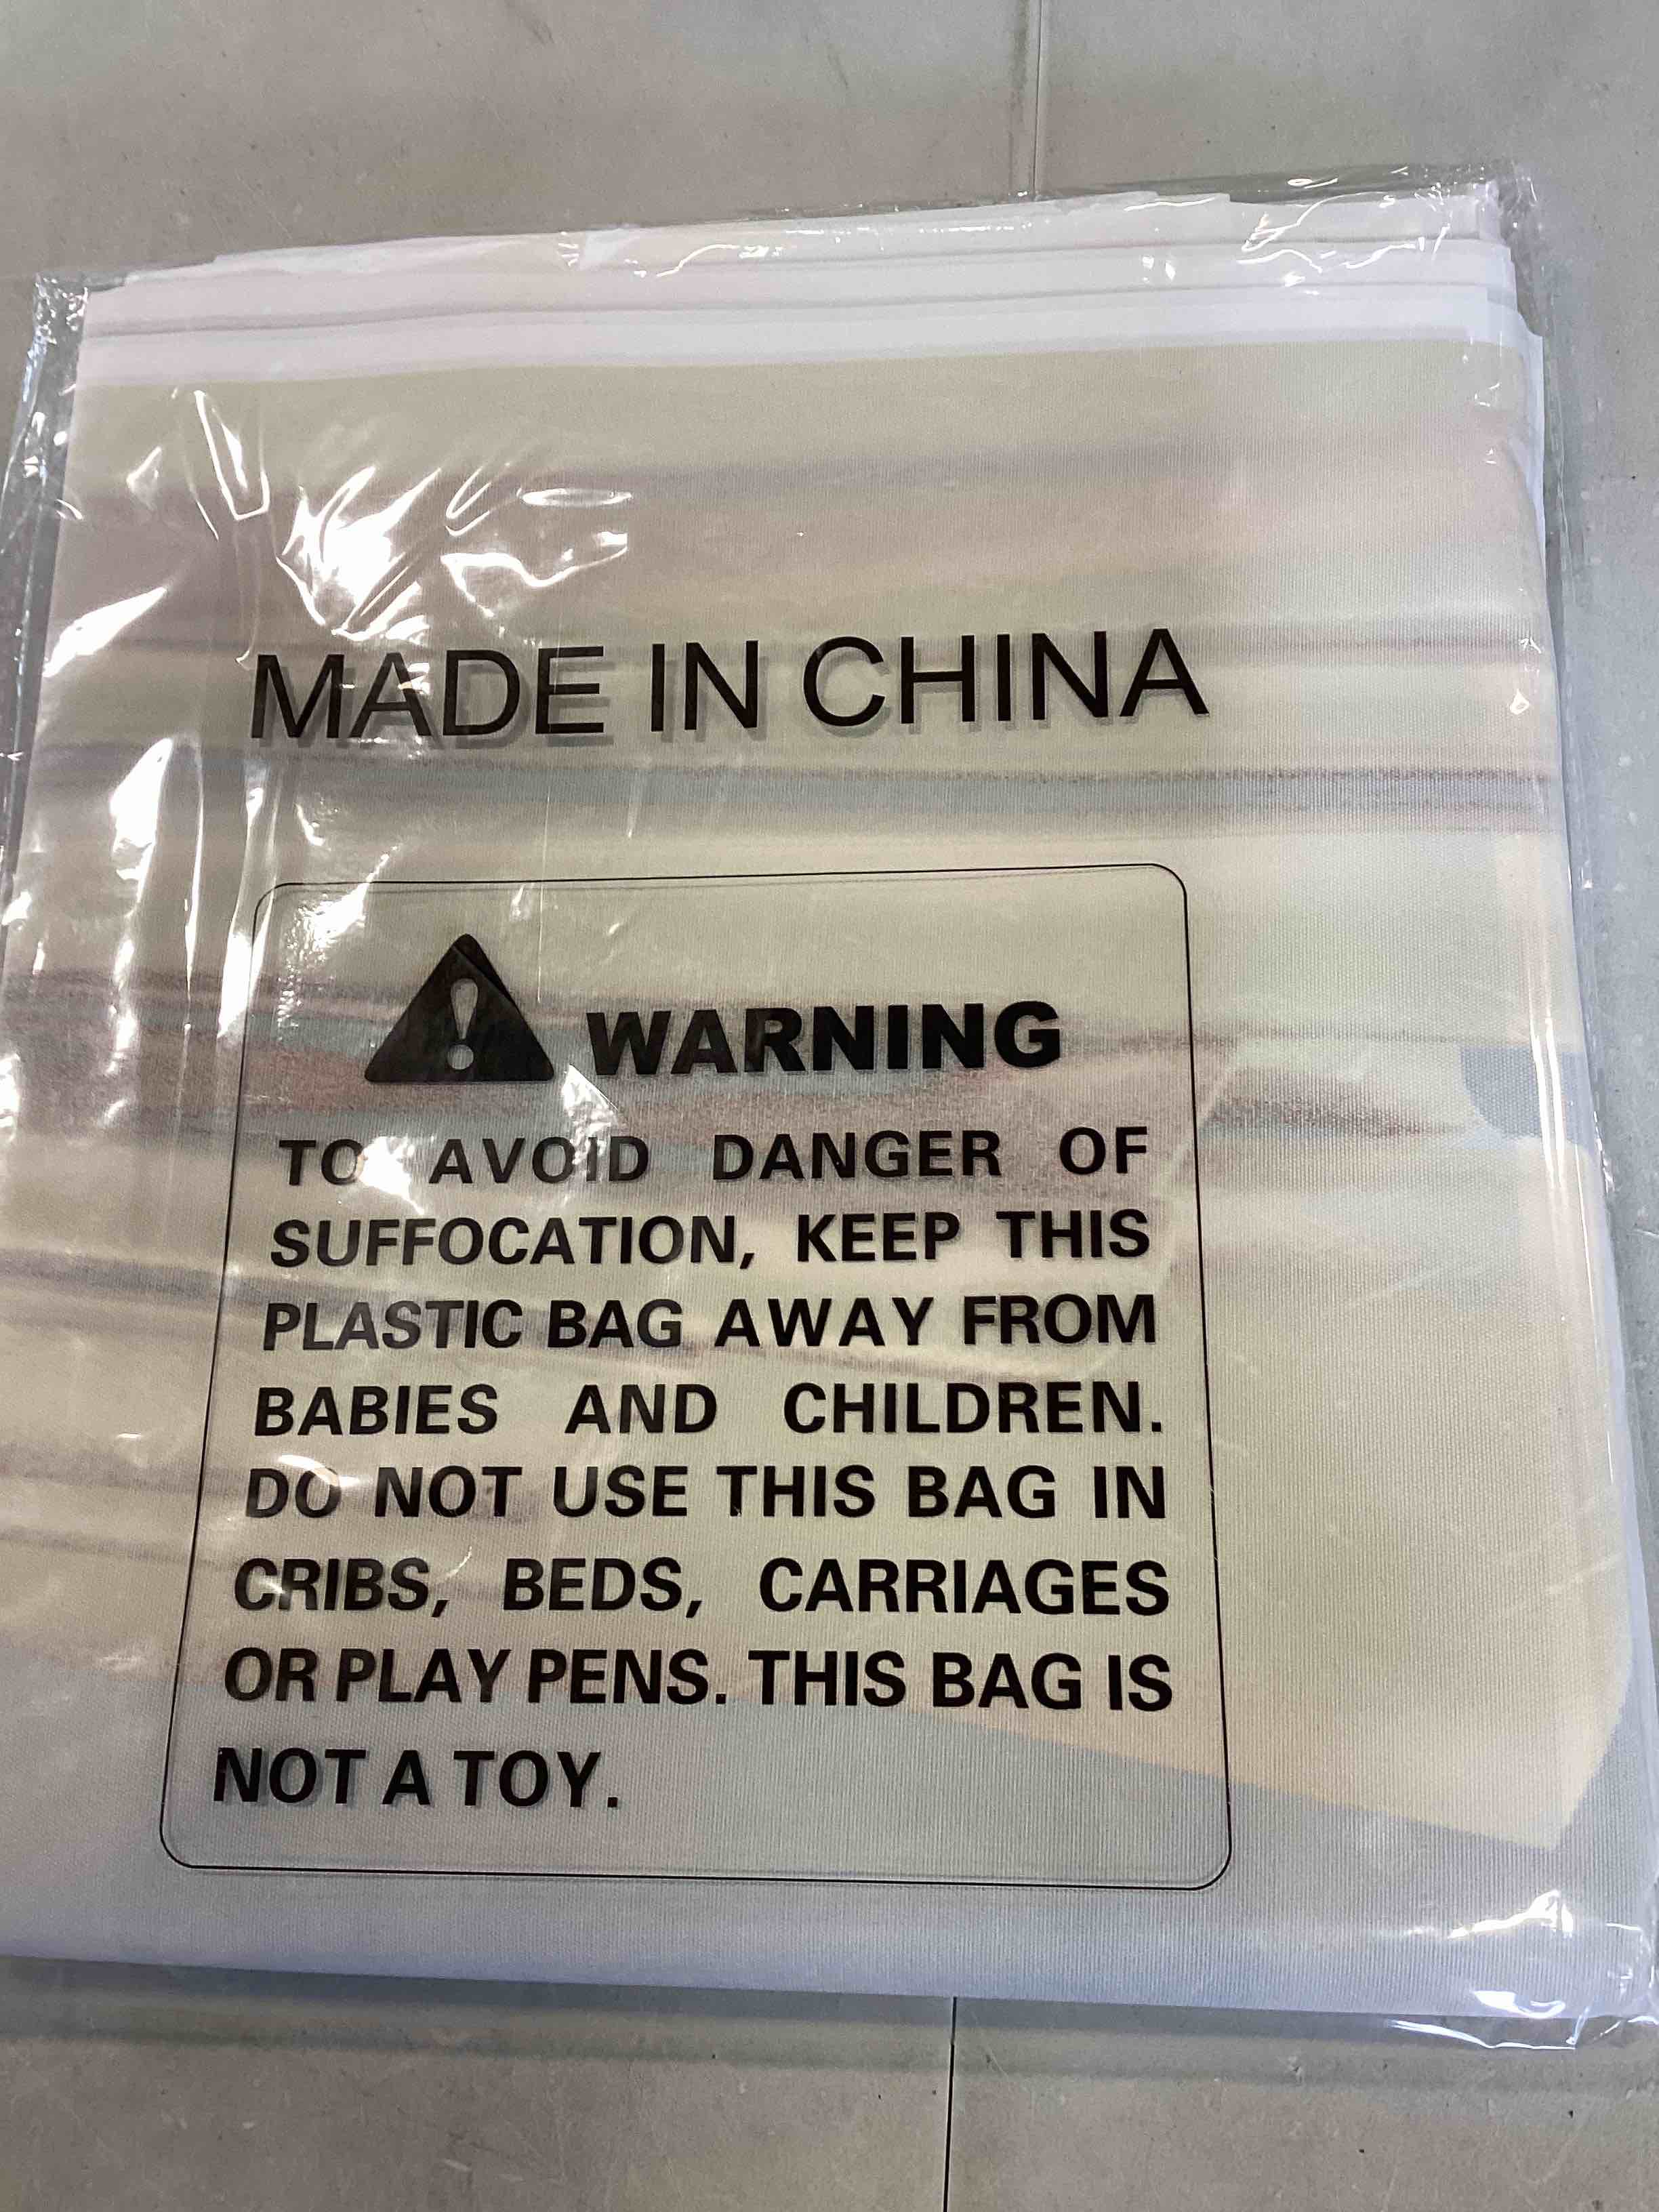 MADE IN CHINA
WARNING
TO AVOID DANGER OF
SUFFOCATION, KEEP THIS
PLASTIC BAG AWAY FROM
BABIES AND CHILDREN.
DO NOT USE THIS BAG IN
CRIBS, BEDS, CARRIAGES
OR PLAY PENS. THIS BAG IS
NOT A TOY.